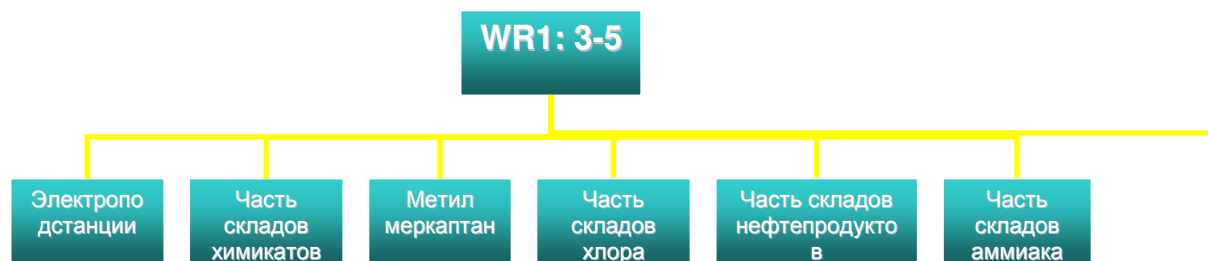 WR1: 3-5
Электропо
дстанции
Часть
складов
химикатов
Метил
меркаптан
Часть
складов
хлора
Часть складов
нефтепродукто
в
Часть
складов
аммиака